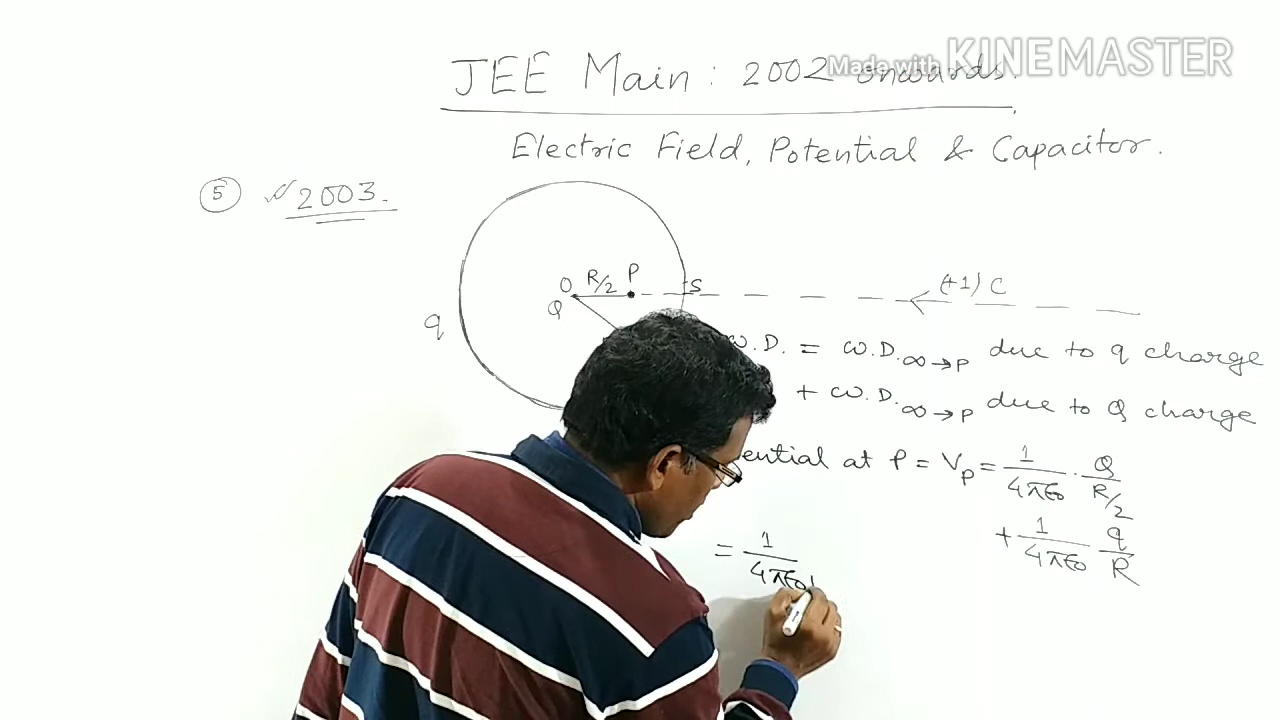 Made with KINEMASTER
JEE Main : 2002 onwards.
Electric Field, Potential & Capacitor.
5 2003.
O R/2 P S
Q
(+1) C
q
W.D. = W.D.∞→P due to q charge
+ W.D.∞→P due to Q charge
ential at P = Vp = 1/4πε₀ · Q/R/2
+ 1/4πε₀ q/R
= 1/4πε₀